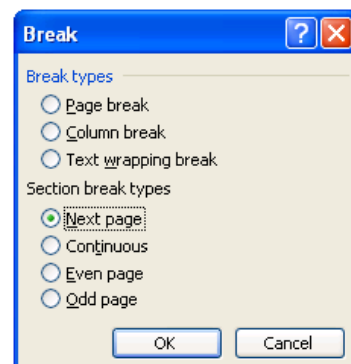 Break
Break types
Page break
Column break
Text wrapping break
Section break types
Next page
Continuous
Even page
Odd page
OK Cancel